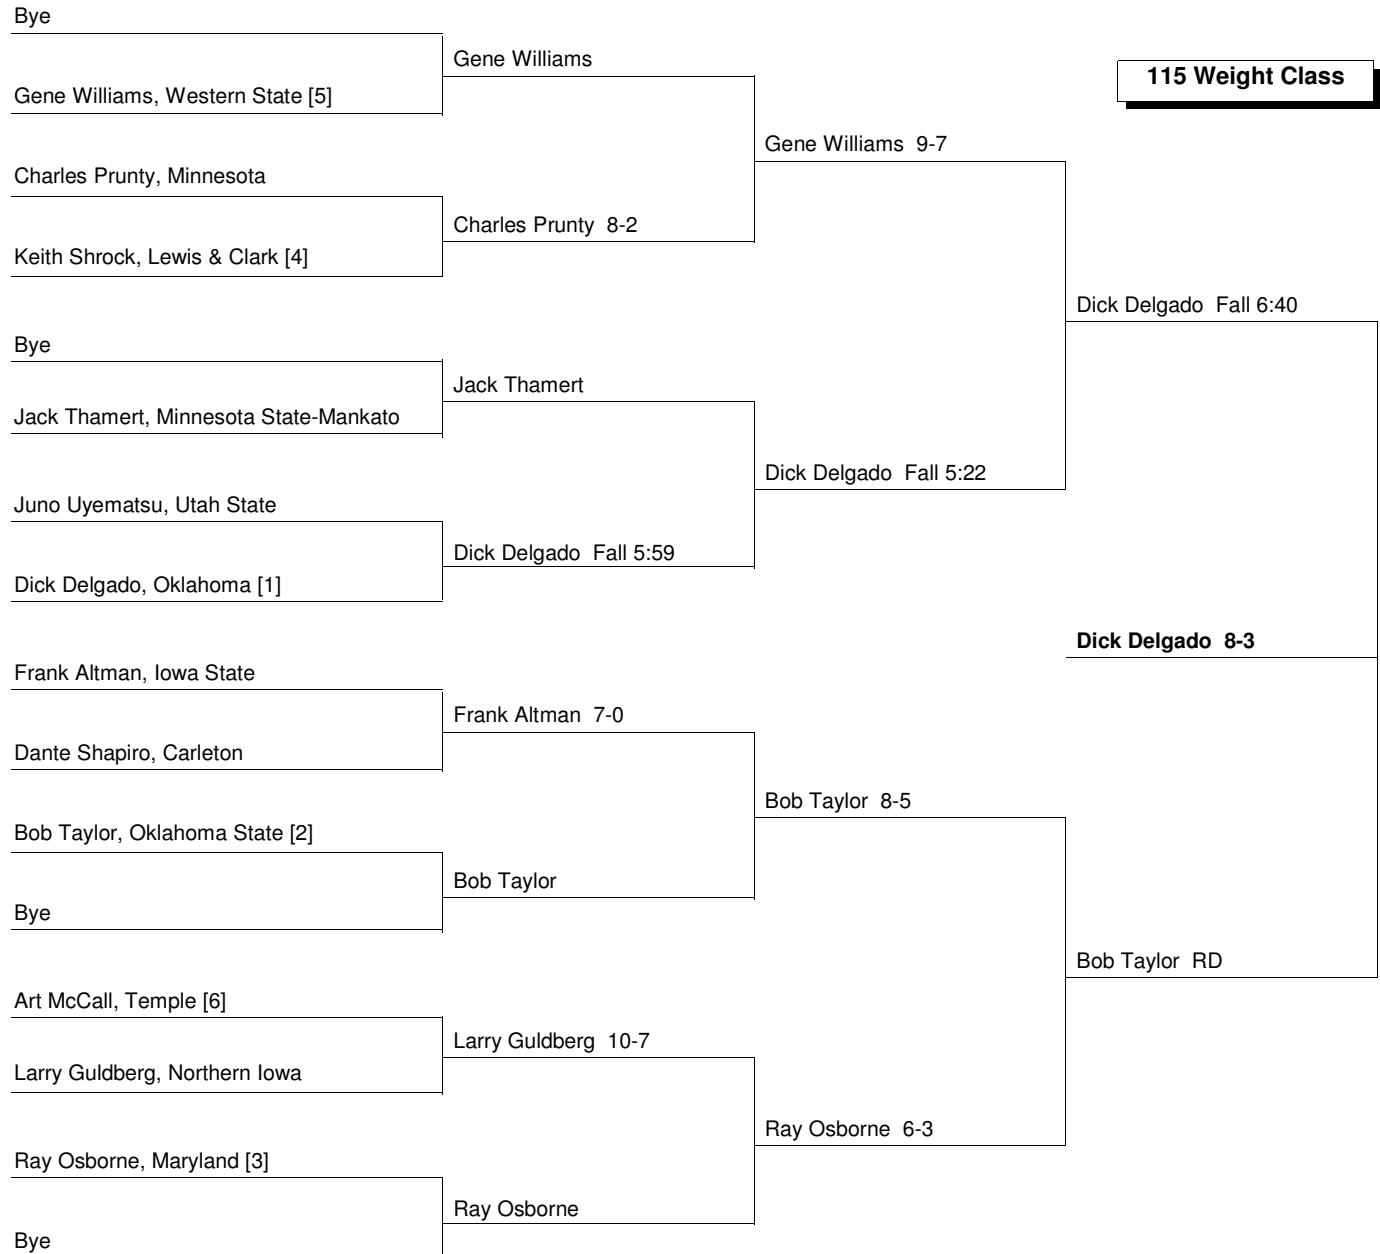 Bye
Gene Williams
115 Weight Class
Gene Williams, Western State [5]
Gene Williams  9-7
Charles Prunty, Minnesota
Charles Prunty  8-2
Keith Shrock, Lewis & Clark [4]
Dick Delgado  Fall 6:40
Bye
Jack Thamert
Jack Thamert, Minnesota State-Mankato
Dick Delgado  Fall 5:22
Juno Uyematsu, Utah State
Dick Delgado  Fall 5:59
Dick Delgado, Oklahoma [1]
Dick Delgado  8-3
Frank Altman, Iowa State
Frank Altman  7-0
Dante Shapiro, Carleton
Bob Taylor  8-5
Bob Taylor, Oklahoma State [2]
Bob Taylor
Bye
Bob Taylor  RD
Art McCall, Temple [6]
Larry Guldberg  10-7
Larry Guldberg, Northern Iowa
Ray Osborne  6-3
Ray Osborne, Maryland [3]
Ray Osborne
Bye